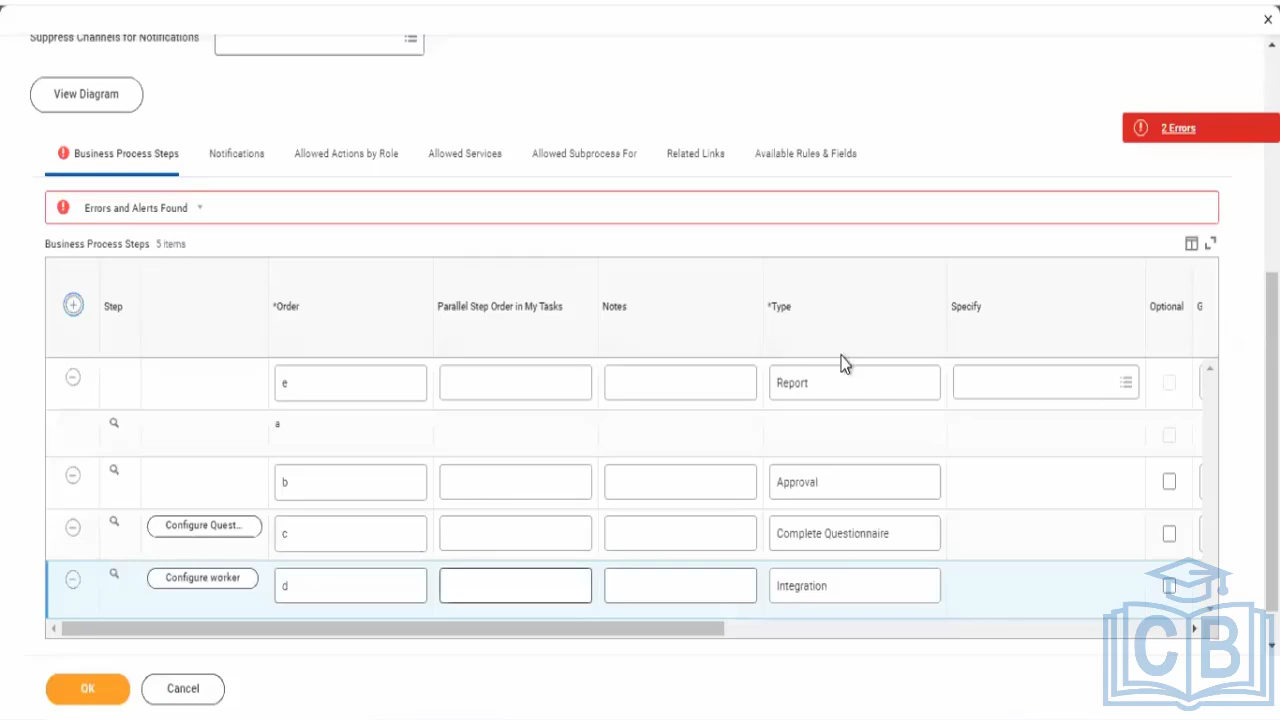 Suppress Channels for Notifications
View Diagram
2 Errors
Business Process Steps Notifications Allowed Actions by Role Allowed Services Allowed Subprocess For Related Links Available Rules & Fields
Errors and Alerts Found
Business Process Steps 5 items
Step *Order Parallel Step Order in My Tasks Notes *Type Specify Optional G
e Report
a
b Approval
Configure Quest... c Complete Questionnaire
Configure worker d Integration
OK Cancel
CB